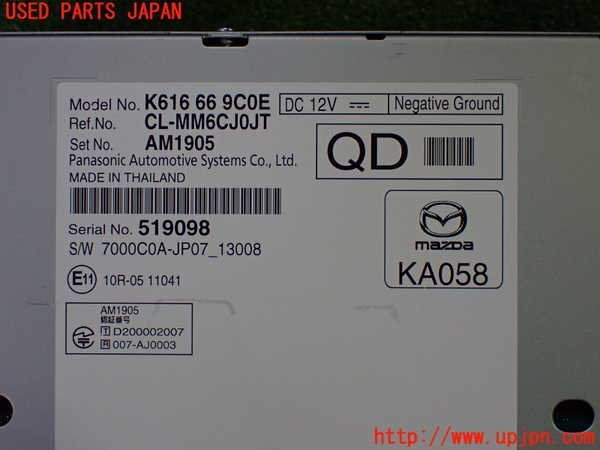 USED PARTS JAPAN
Model No. K616 66 9C0E
DC 12V Negative Ground
Ref.No. CL-MM6CJ0JT
Set No. AM1905
QD
Panasonic Automotive Systems Co., Ltd.
MADE IN THAILAND
Serial No. 519098
S/W 7000C0A-JP07_13008
mazda
KA058
E11 10R-05 11041
AM1905
認証番号
T D200002007
R 007-AJ0003
http://www.upjpn.com/